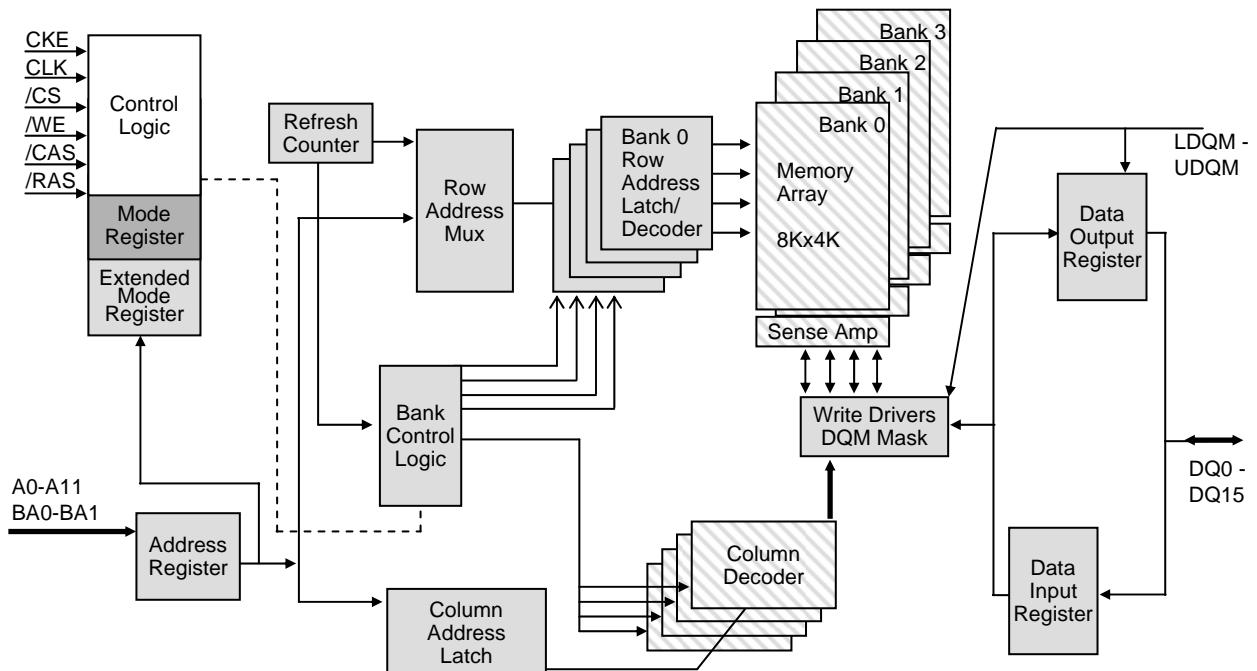 CKE
CLK
/CS
/WE
/CAS
/RAS
Control
Logic
Mode
Register
Extended
Mode
Register
Refresh
Counter
Row
Address
Mux
Bank 0
Row
Address
Latch/
Decoder
Bank 3
Bank 2
Bank 1
Bank 0
Memory
Array
8Kx4K
Sense Amp
LDQM -
UDQM
Data
Output
Register
Bank
Control
Logic
Write Drivers
DQM Mask
DQ0 -
DQ15
A0-A11
BA0-BA1
Address
Register
Column
Decoder
Data
Input
Register
Column
Address
Latch